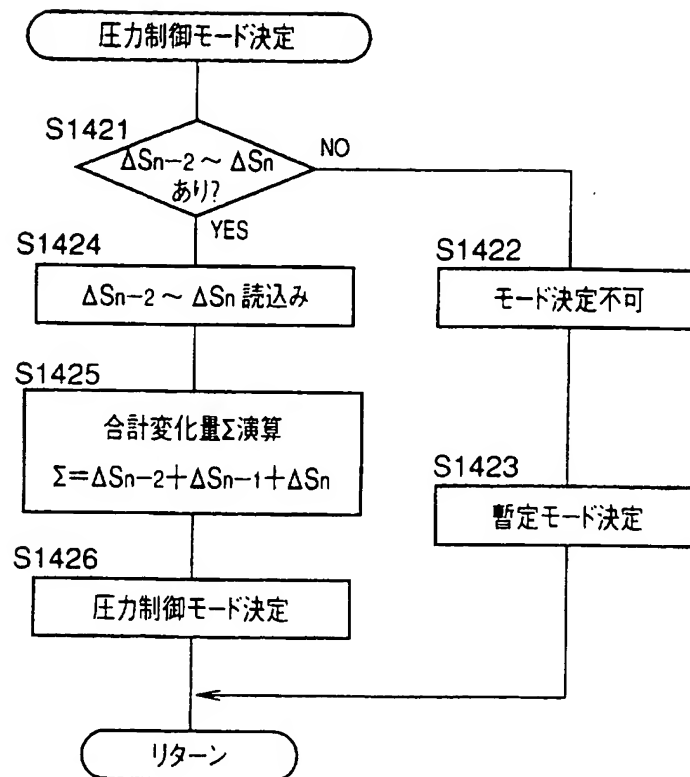 圧力制御モード決定
S1421
ΔSn-2 ~ ΔSn
あり?
NO
YES
S1424
ΔSn-2 ~ ΔSn 読込み
S1422
モード決定不可
S1425
合計変化量Σ演算
Σ=ΔSn-2+ΔSn-1+ΔSn
S1423
暫定モード決定
S1426
圧力制御モード決定
リターン